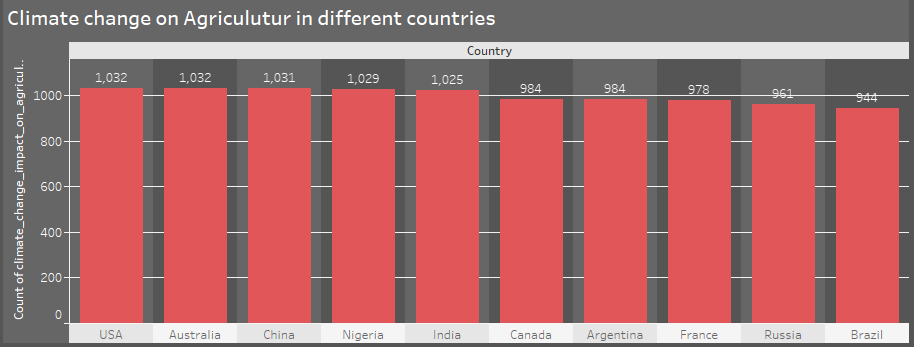 Climate change on Agriculutur in different countries
Country
Count of climate_change_impact_on_agricul..
1,032 1,032 1,031 1,029 1,025 984 984 978 961 944
1000
800
600
400
200
0
USA Australia China Nigeria India Canada Argentina France Russia Brazil